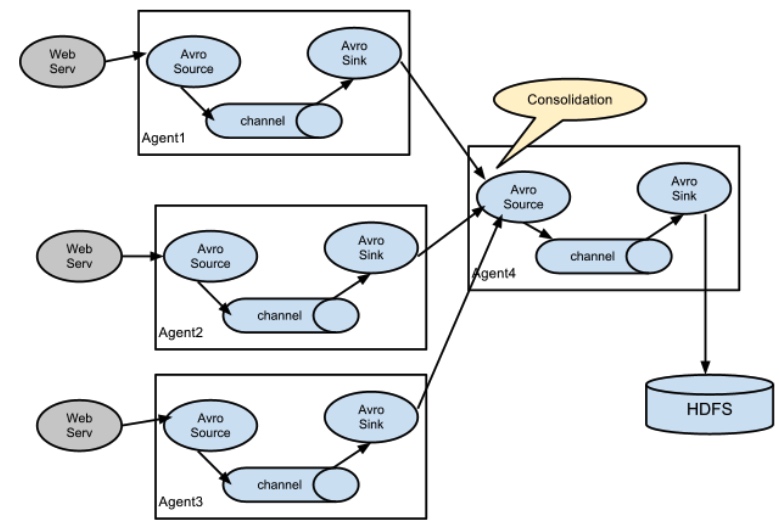 Web
Serv
Avro
Source
Avro
Sink
channel
Agent1
Web
Serv
Avro
Source
Avro
Sink
channel
Agent2
Web
Serv
Avro
Source
Avro
Sink
channel
Agent3
Consolidation
Avro
Source
Avro
Sink
channel
Agent4
HDFS